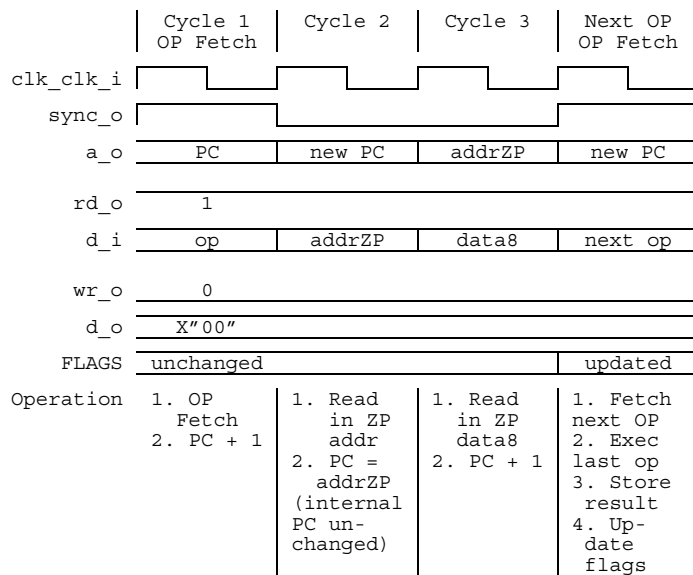 Cycle 1 Cycle 2 Cycle 3 Next OP
OP Fetch OP Fetch
clk_clk_i
sync_o
a_o PC new PC addrZP new PC
rd_o 1
d_i op addrZP data8 next op
wr_o 0
d_o X"00"
FLAGS unchanged updated
Operation 1. OP 1. Read 1. Read 1. Fetch
Fetch in ZP in ZP next OP
2. PC + 1 addr data8 2. Exec
2. PC = 2. PC + 1 last op
addrZP 3. Store
(internal result
PC un- 4. Up-
changed) date
flags